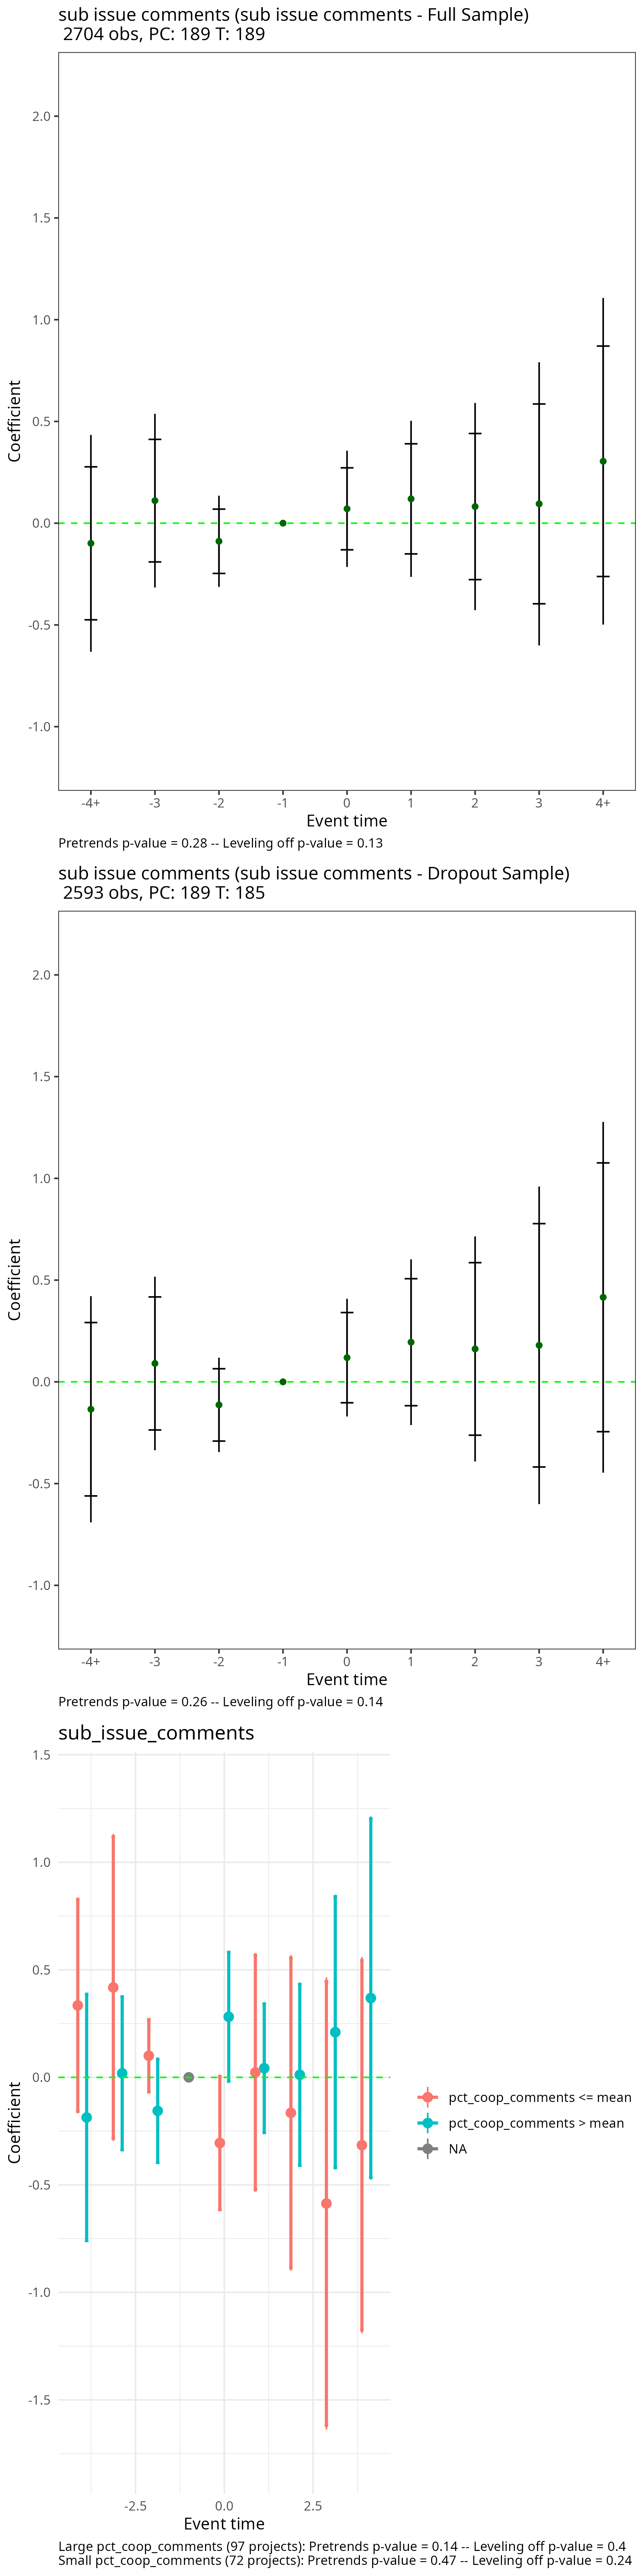 sub issue comments (sub issue comments - Full Sample)
2704 obs, PC: 189 T: 189
2.0
1.5
1.0
0.5
0.0
-0.5
-1.0
Coefficient
-4+ -3 -2 -1 0 1 2 3 4+
Event time
Pretrends p-value = 0.28 -- Leveling off p-value = 0.13
sub issue comments (sub issue comments - Dropout Sample)
2593 obs, PC: 189 T: 185
2.0
1.5
1.0
0.5
0.0
-0.5
-1.0
Coefficient
-4+ -3 -2 -1 0 1 2 3 4+
Event time
Pretrends p-value = 0.26 -- Leveling off p-value = 0.14
sub_issue_comments
1.5
1.0
0.5
0.0
-0.5
-1.0
-1.5
Coefficient
pct_coop_comments <= mean
pct_coop_comments > mean
NA
-2.5 0.0 2.5
Event time
Large pct_coop_comments (97 projects): Pretrends p-value = 0.14 -- Leveling off p-value = 0.4
Small pct_coop_comments (72 projects): Pretrends p-value = 0.47 -- Leveling off p-value = 0.24